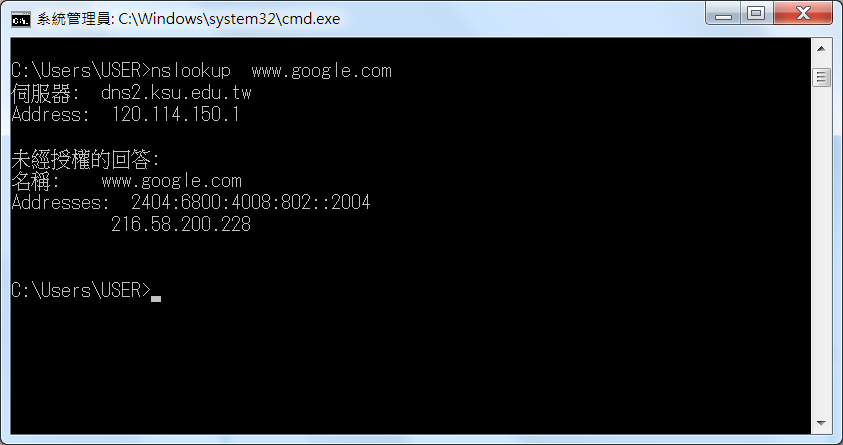 系統管理員: C:\Windows\system32\cmd.exe
C:\Users\USER>nslookup  www.google.com
伺服器:  dns2.ksu.edu.tw
Address:  120.114.150.1
未經授權的回答:
名稱:    www.google.com
Addresses:  2404:6800:4008:802::2004
          216.58.200.228
C:\Users\USER>